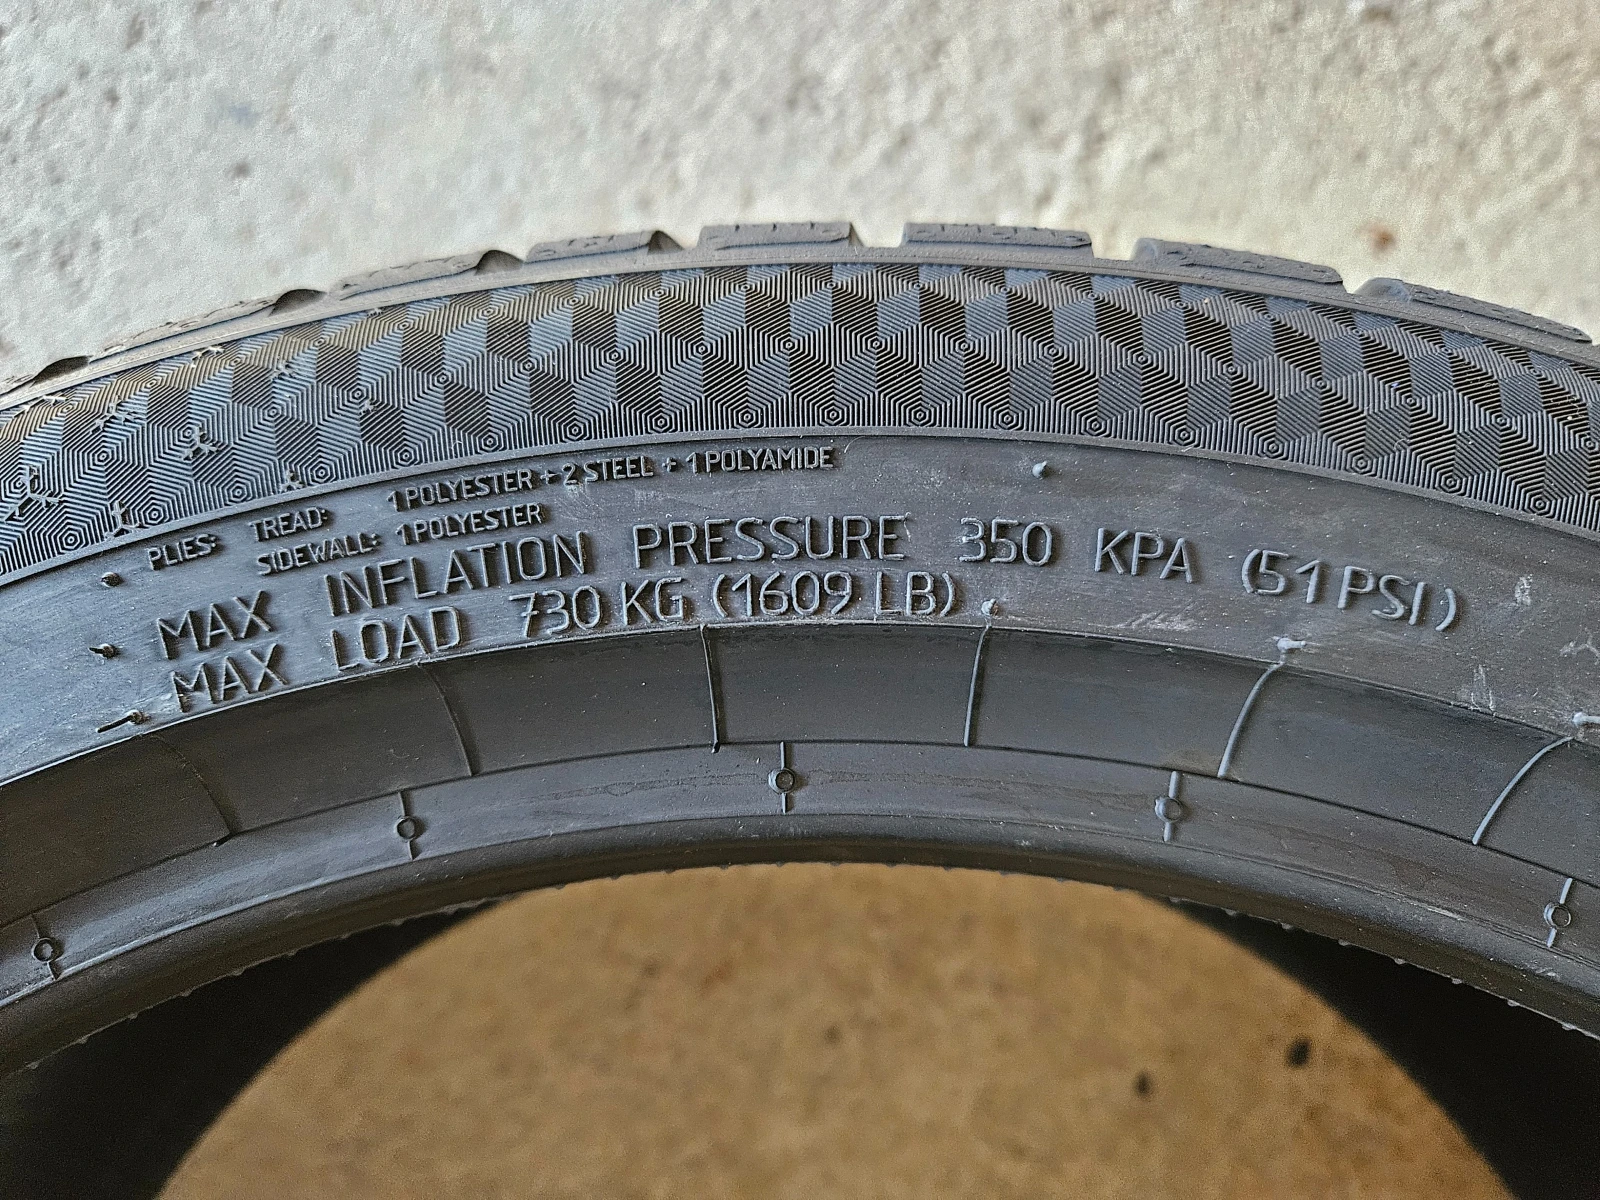 PLIES: TREAD: 1 POLYESTER + 2 STEEL + 1 POLYAMIDE
SIDEWALL: 1 POLYESTER
MAX INFLATION PRESSURE 350 KPA (51 PSI)
MAX LOAD 730 KG (1609 LB)